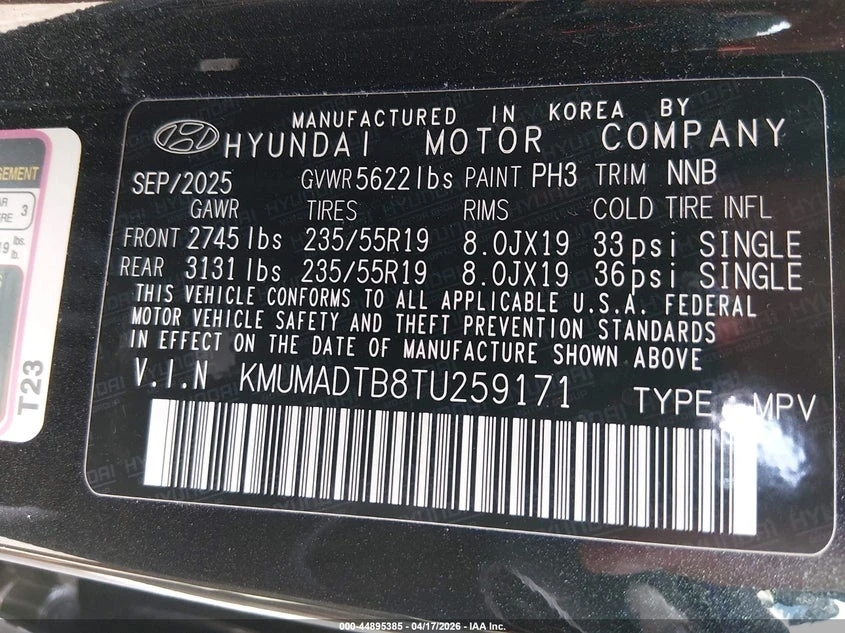 MANUFACTURED IN KOREA BY
HYUNDAI MOTOR COMPANY
SEP/2025 GVWR 5622 lbs PAINT PH3 TRIM NNB
GAWR TIRES RIMS COLD TIRE INFL
FRONT 2745 lbs 235/55R19 8.0JX19 33psi SINGLE
REAR 3131 lbs 235/55R19 8.0JX19 36psi SINGLE
THIS VEHICLE CONFORMS TO ALL APPLICABLE U.S.A. FEDERAL
MOTOR VEHICLE SAFETY AND THEFT PREVENTION STANDARDS
IN EFFECT ON THE DATE OF MANUFACTURE SHOWN ABOVE
V.I.N KMUMADTB8TU259171 TYPE : MPV
3
lbs.
lb.
T23
000-44895385 - 04/17/2026 - IAA Inc.